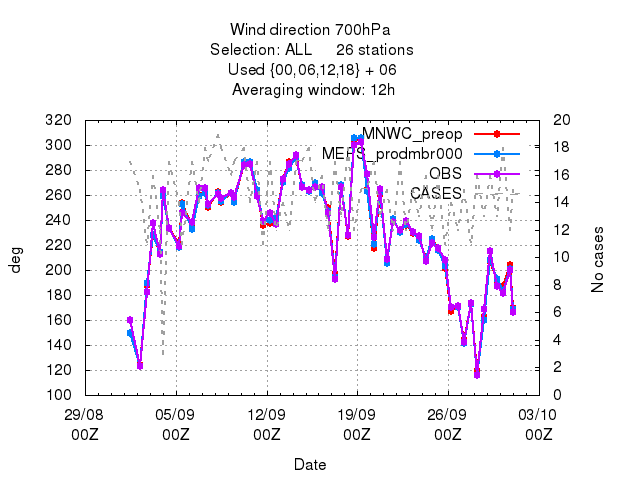 Wind direction 700hPa
Selection: ALL 26 stations
Used {00,06,12,18} + 06
Averaging window: 12h
320 20
300 18
280 16
260 14
240 12
220 10
200 8
180 6
160 4
140 2
120 0
100
MNWC_preop
MEPS_prodmbr000
OBS
CASES
deg
No cases
29/08 05/09 12/09 19/09 26/09 03/10
00Z 00Z 00Z 00Z 00Z 00Z
Date